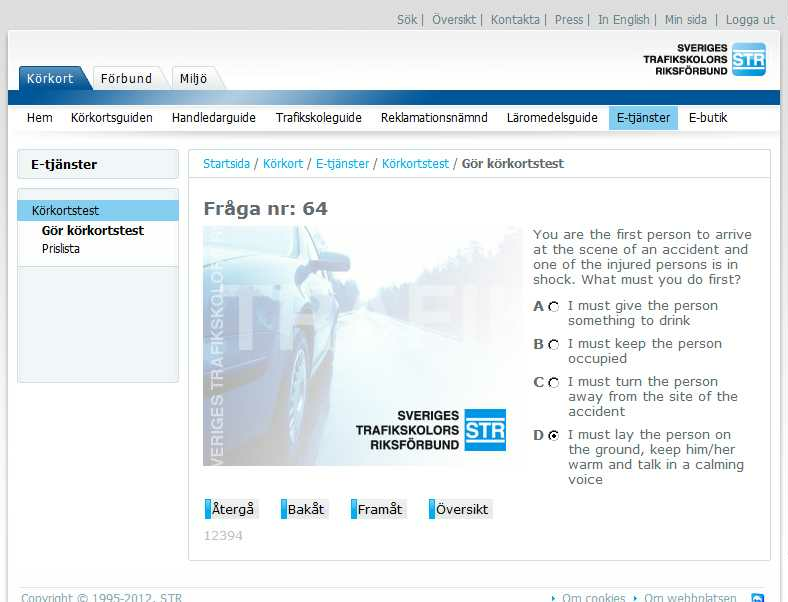 Sök | Översikt | Kontakta | Press | In English | Min sida | Logga ut
SVERIGES
TRAFIKSKOLORS
RIKSFÖRBUND
STR
Körkort Förbund Miljö
Hem Körkortsguiden Handledarguide Trafikskoleguide Reklamationsnämnd Läromedelsguide E-tjänster E-butik
E-tjänster
Körkortstest
Gör körkortstest
Prislista
Startsida / Körkort / E-tjänster / Körkortstest / Gör körkortstest
Fråga nr: 64
SVERIGES TRAFIKSKOLOR
TRAFIK
SVERIGES
TRAFIKSKOLORS
RIKSFÖRBUND
STR
You are the first person to arrive
at the scene of an accident and
one of the injured persons is in
shock. What must you do first?
A I must give the person
something to drink
B I must keep the person
occupied
C I must turn the person
away from the site of the
accident
D I must lay the person on
the ground, keep him/her
warm and talk in a calming
voice
Återgå Bakåt Framåt Översikt
12394
Copyright © 1995-2012, STR Om cookies Om webbplatsen